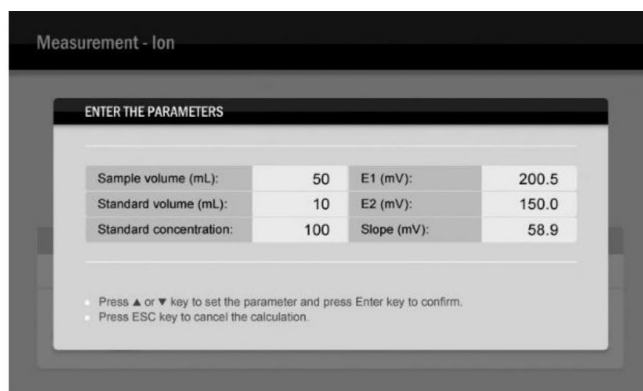 Measurement - Ion
ENTER THE PARAMETERS
Sample volume (mL): 50 E1 (mV): 200.5
Standard volume (mL): 10 E2 (mV): 150.0
Standard concentration: 100 Slope (mV): 58.9
Press ▲ or ▼ key to set the parameter and press Enter key to confirm.
Press ESC key to cancel the calculation.